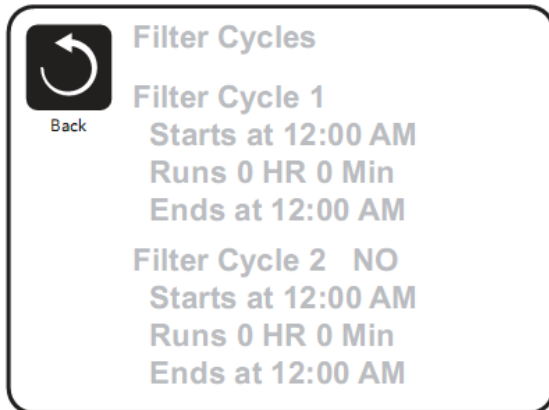 Filter Cycles
Back
Filter Cycle 1
Starts at 12:00 AM
Runs 0 HR 0 Min
Ends at 12:00 AM
Filter Cycle 2 NO
Starts at 12:00 AM
Runs 0 HR 0 Min
Ends at 12:00 AM